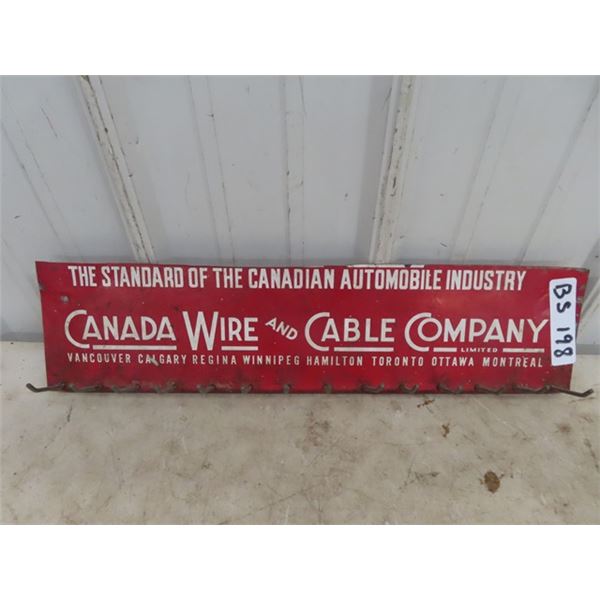 THE STANDARD OF THE CANADIAN AUTOMOBILE INDUSTRY
CANADA WIRE AND CABLE COMPANY
LIMITED
VANCOUVER CALGARY REGINA WINNIPEG HAMILTON TORONTO OTTAWA MONTREAL
BS 198